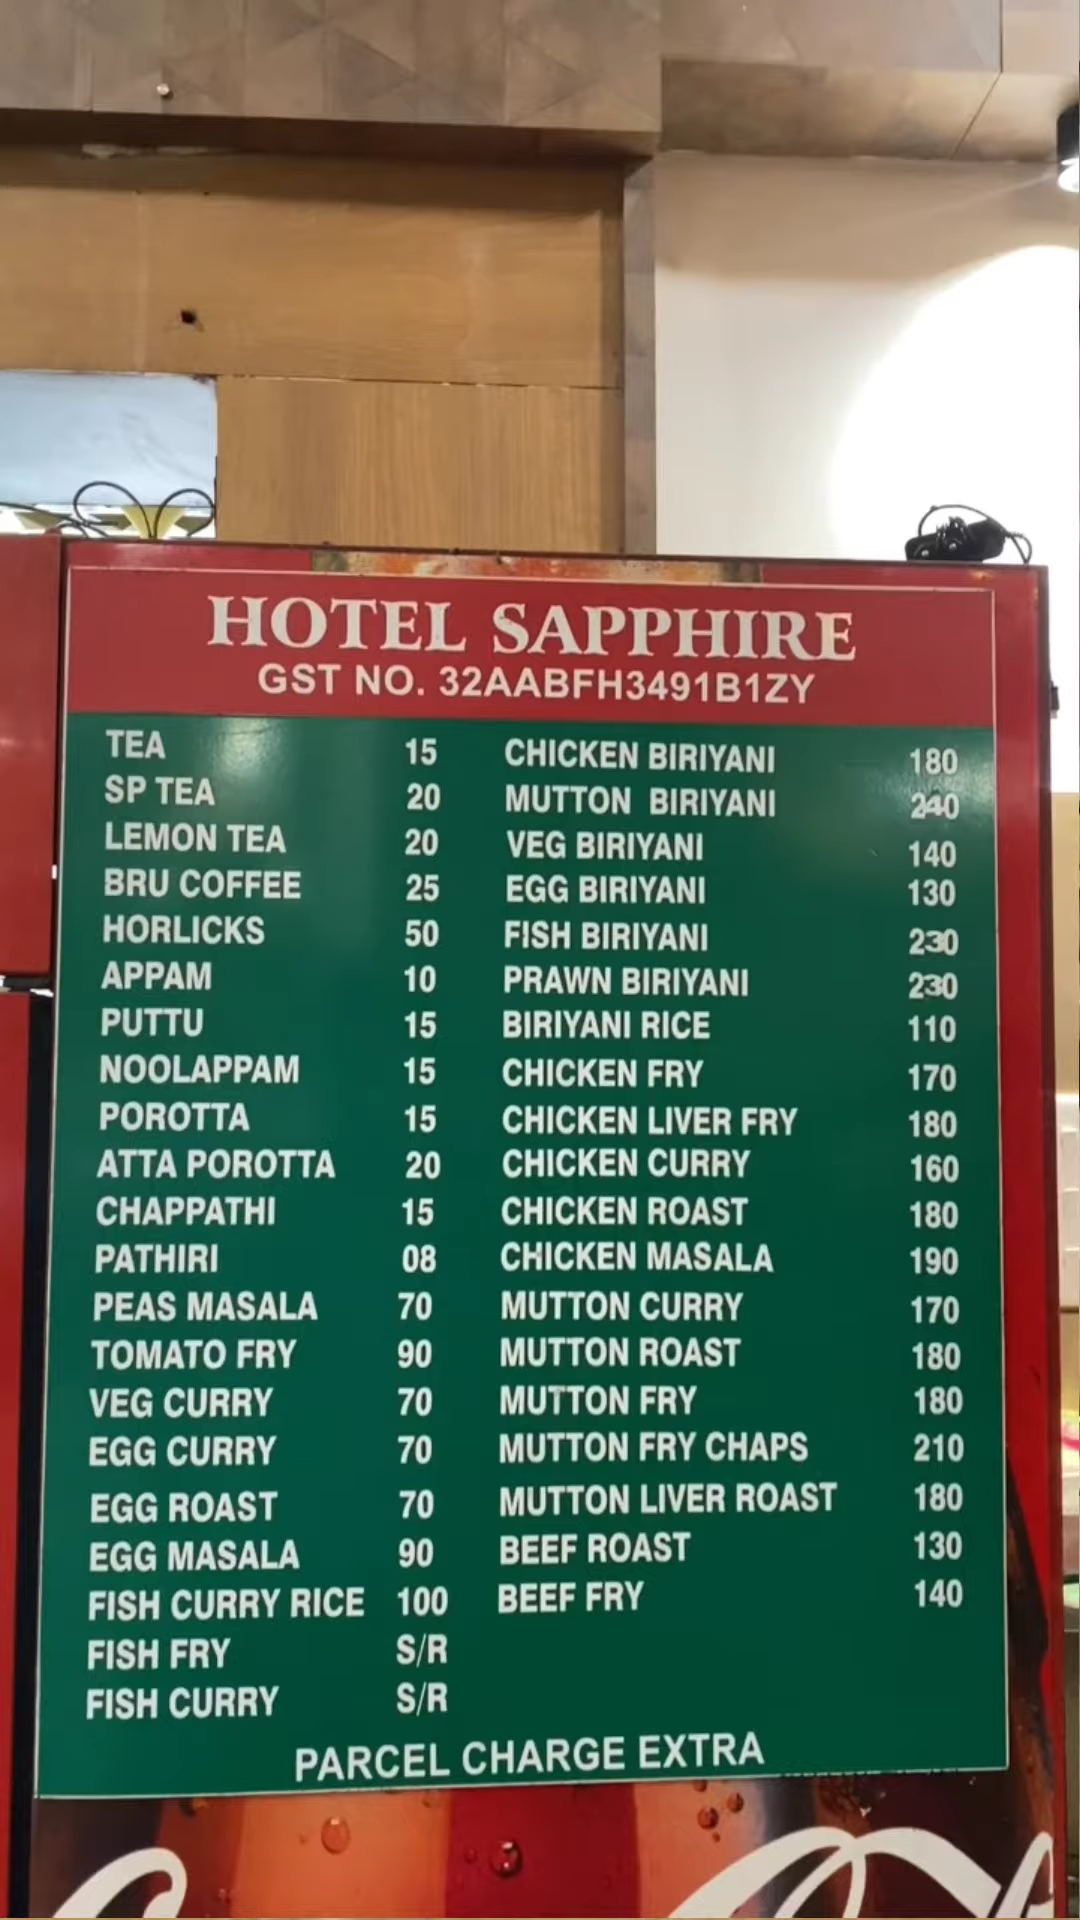 HOTEL SAPPHIRE
GST NO. 32AABFH3491B1ZY
TEA 15
SP TEA 20
LEMON TEA 20
BRU COFFEE 25
HORLICKS 50
APPAM 10
PUTTU 15
NOOLAPPAM 15
POROTTA 15
ATTA POROTTA 20
CHAPPATHI 15
PATHIRI 08
PEAS MASALA 70
TOMATO FRY 90
VEG CURRY 70
EGG CURRY 70
EGG ROAST 70
EGG MASALA 90
FISH CURRY RICE 100
FISH FRY S/R
FISH CURRY S/R
CHICKEN BIRIYANI 180
MUTTON BIRIYANI 240
VEG BIRIYANI 140
EGG BIRIYANI 130
FISH BIRIYANI 230
PRAWN BIRIYANI 230
BIRIYANI RICE 110
CHICKEN FRY 170
CHICKEN LIVER FRY 180
CHICKEN CURRY 160
CHICKEN ROAST 180
CHICKEN MASALA 190
MUTTON CURRY 170
MUTTON ROAST 180
MUTTON FRY 180
MUTTON FRY CHAPS 210
MUTTON LIVER ROAST 180
BEEF ROAST 130
BEEF FRY 140
PARCEL CHARGE EXTRA